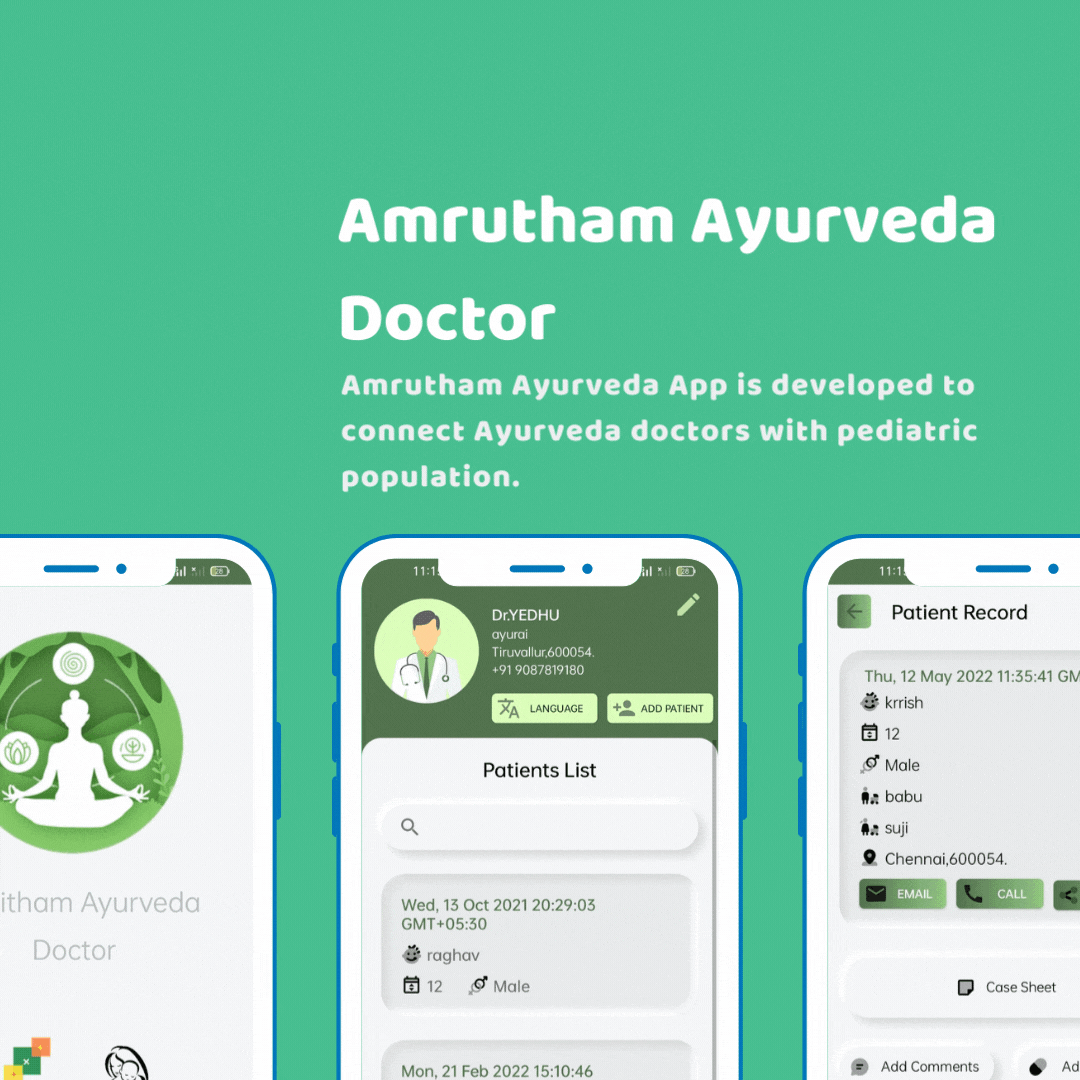 Amrutham Ayurveda
Doctor
Amrutham Ayurveda App is developed to
connect Ayurveda doctors with pediatric
population.
itham Ayurveda
Doctor
Dr.YEDHU
ayurai
Tiruvallur,600054.
+91 9087819180
LANGUAGE
ADD PATIENT
Patients List
Wed, 13 Oct 2021 20:29:03
GMT+05:30
raghav
12
Male
Mon, 21 Feb 2022 15:10:46
Patient Record
Thu, 12 May 2022 11:35:41 GM
krrish
12
Male
babu
suji
Chennai,600054.
EMAIL
CALL
Case Sheet
Add Comments
Ad